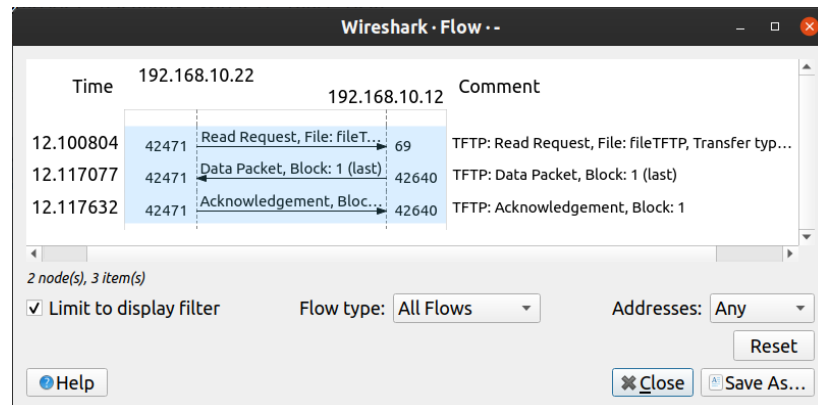 Wireshark · Flow · -
Time 192.168.10.22 192.168.10.12 Comment
12.100804 42471 Read Request, File: fileT... 69 TFTP: Read Request, File: fileTFTP, Transfer typ...
12.117077 42471 Data Packet, Block: 1 (last) 42640 TFTP: Data Packet, Block: 1 (last)
12.117632 42471 Acknowledgement, Bloc... 42640 TFTP: Acknowledgement, Block: 1
2 node(s), 3 item(s)
Limit to display filter Flow type: All Flows Addresses: Any
Reset
Help Close Save As...